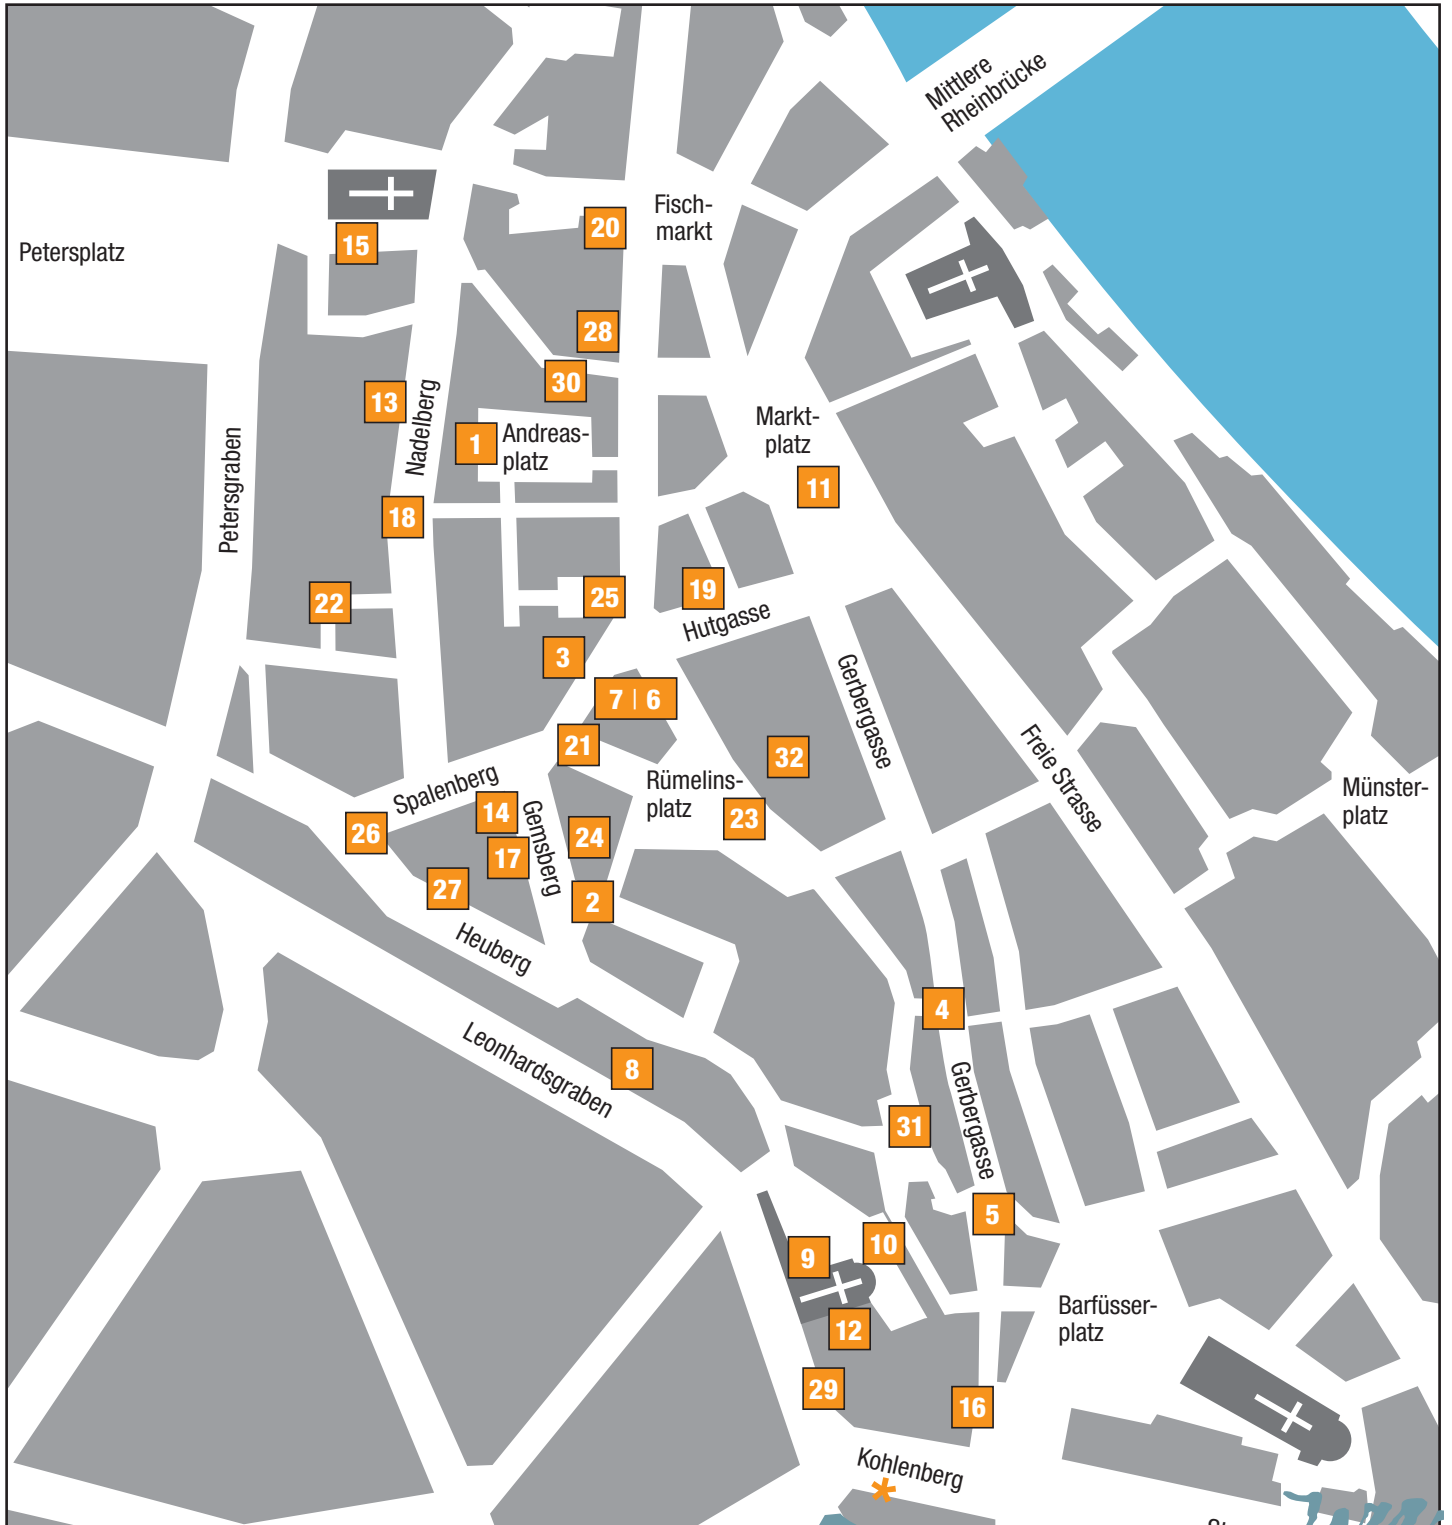 Mittlere
Rheinbrücke
Fisch-
markt
20
Petersplatz
15
28
30
13
Nadelberg
Markt-
platz
1
Andreas-
platz
11
Petersgraben
18
22
25
19
Hutgasse
3
Gerbergasse
7 | 6
21
32
Freie Strasse
Spalenberg
Rümelins-
platz
Münster-
platz
14
Gemsberg
26
24
23
17
27
2
Heuberg
4
Leonhardsgraben
8
Gerbergasse
31
5
10
9
Barfüsser-
platz
12
29
16
Kohlenberg
*